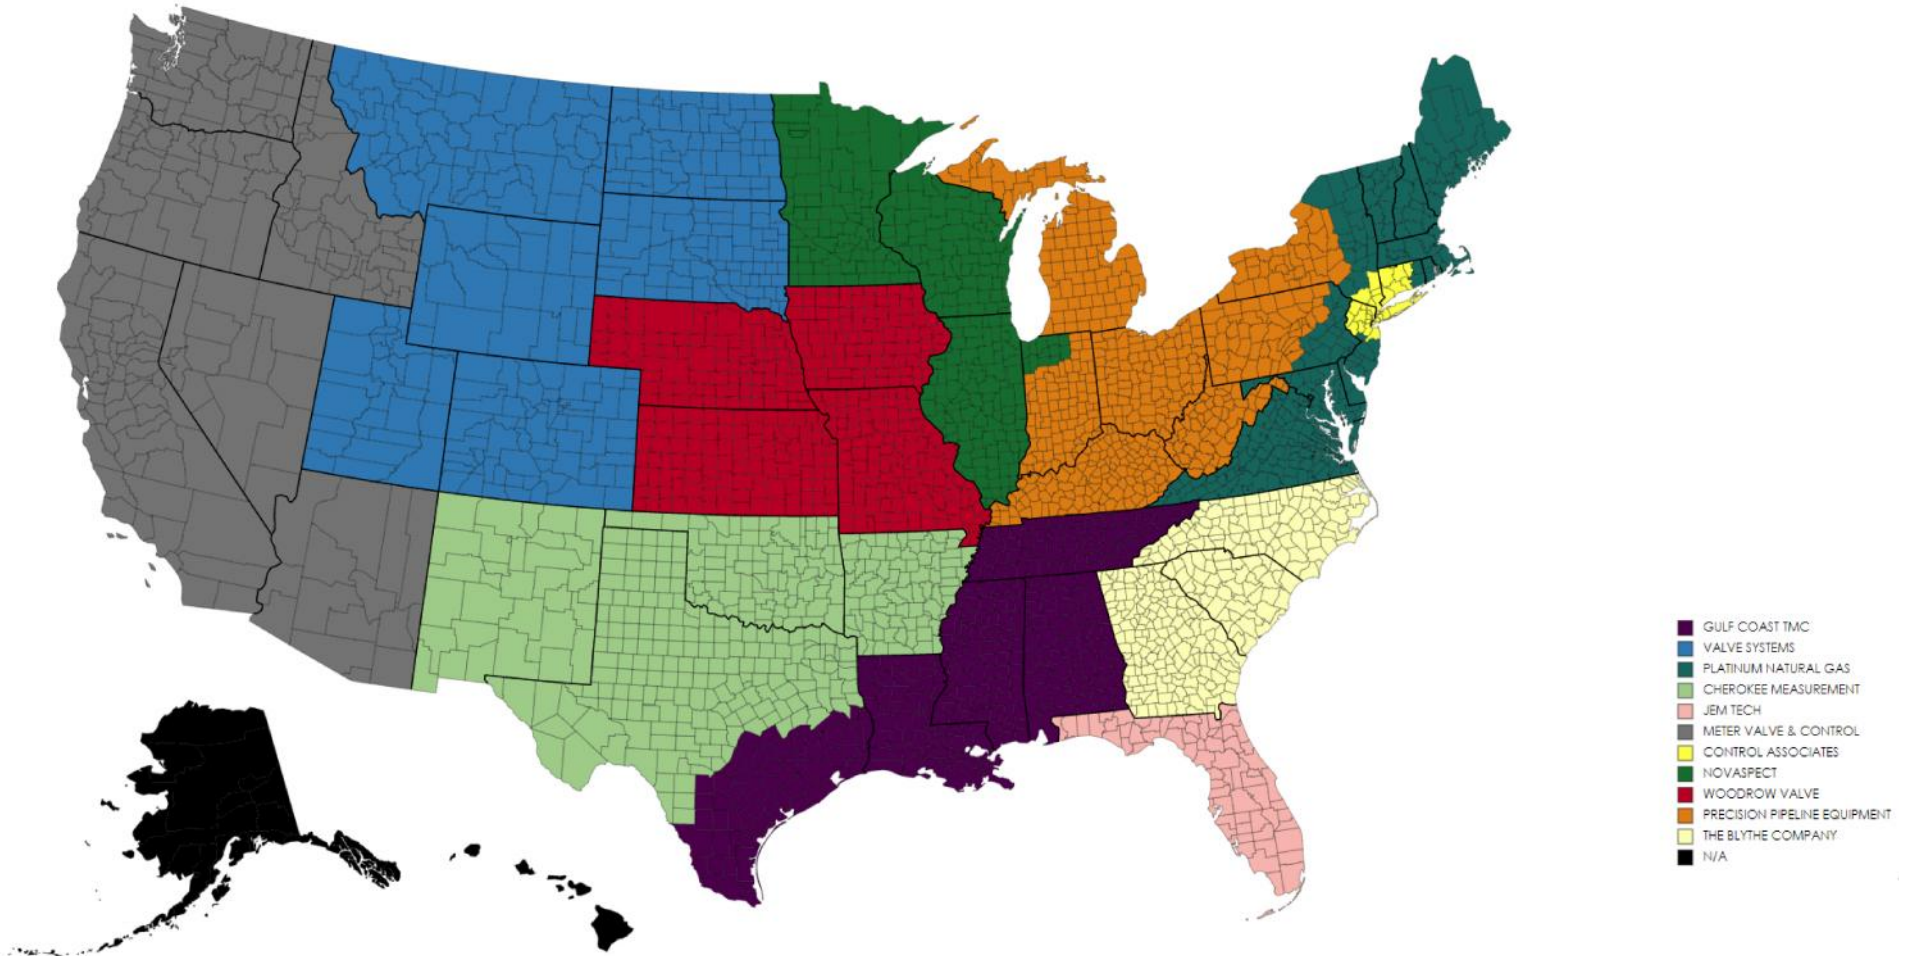 GULF COAST TMC
VALVE SYSTEMS
PLATINUM NATURAL GAS
CHEROKEE MEASUREMENT
JEM TECH
METER VALVE & CONTROL
CONTROL ASSOCIATES
NOVASPECT
WOODROW VALVE
PRECISION PIPELINE EQUIPMENT
THE BLYTHE COMPANY
N/A